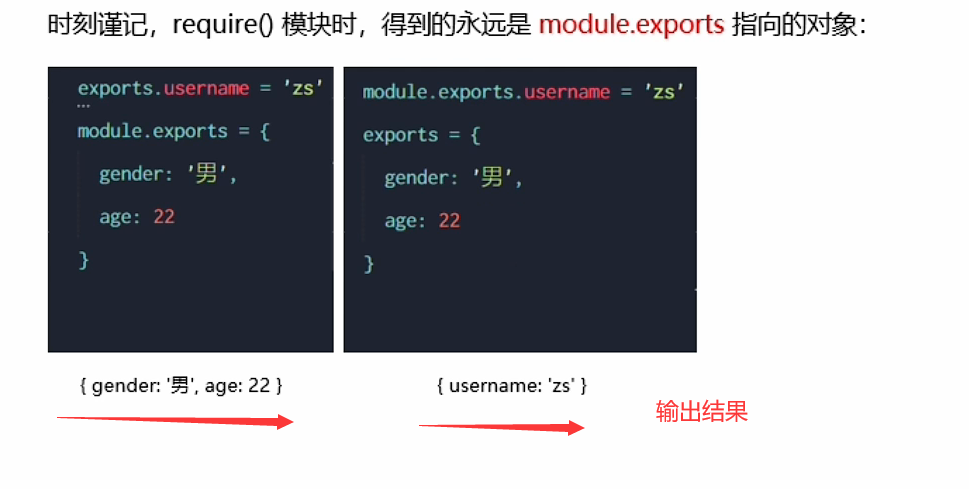 时刻谨记，require() 模块时，得到的永远是 module.exports 指向的对象：
exports.username = 'zs'
module.exports = {
gender: '男',
age: 22
}
module.exports.username = 'zs'
exports = {
gender: '男',
age: 22
}
{ gender: '男', age: 22 }
{ username: 'zs' }
输出结果